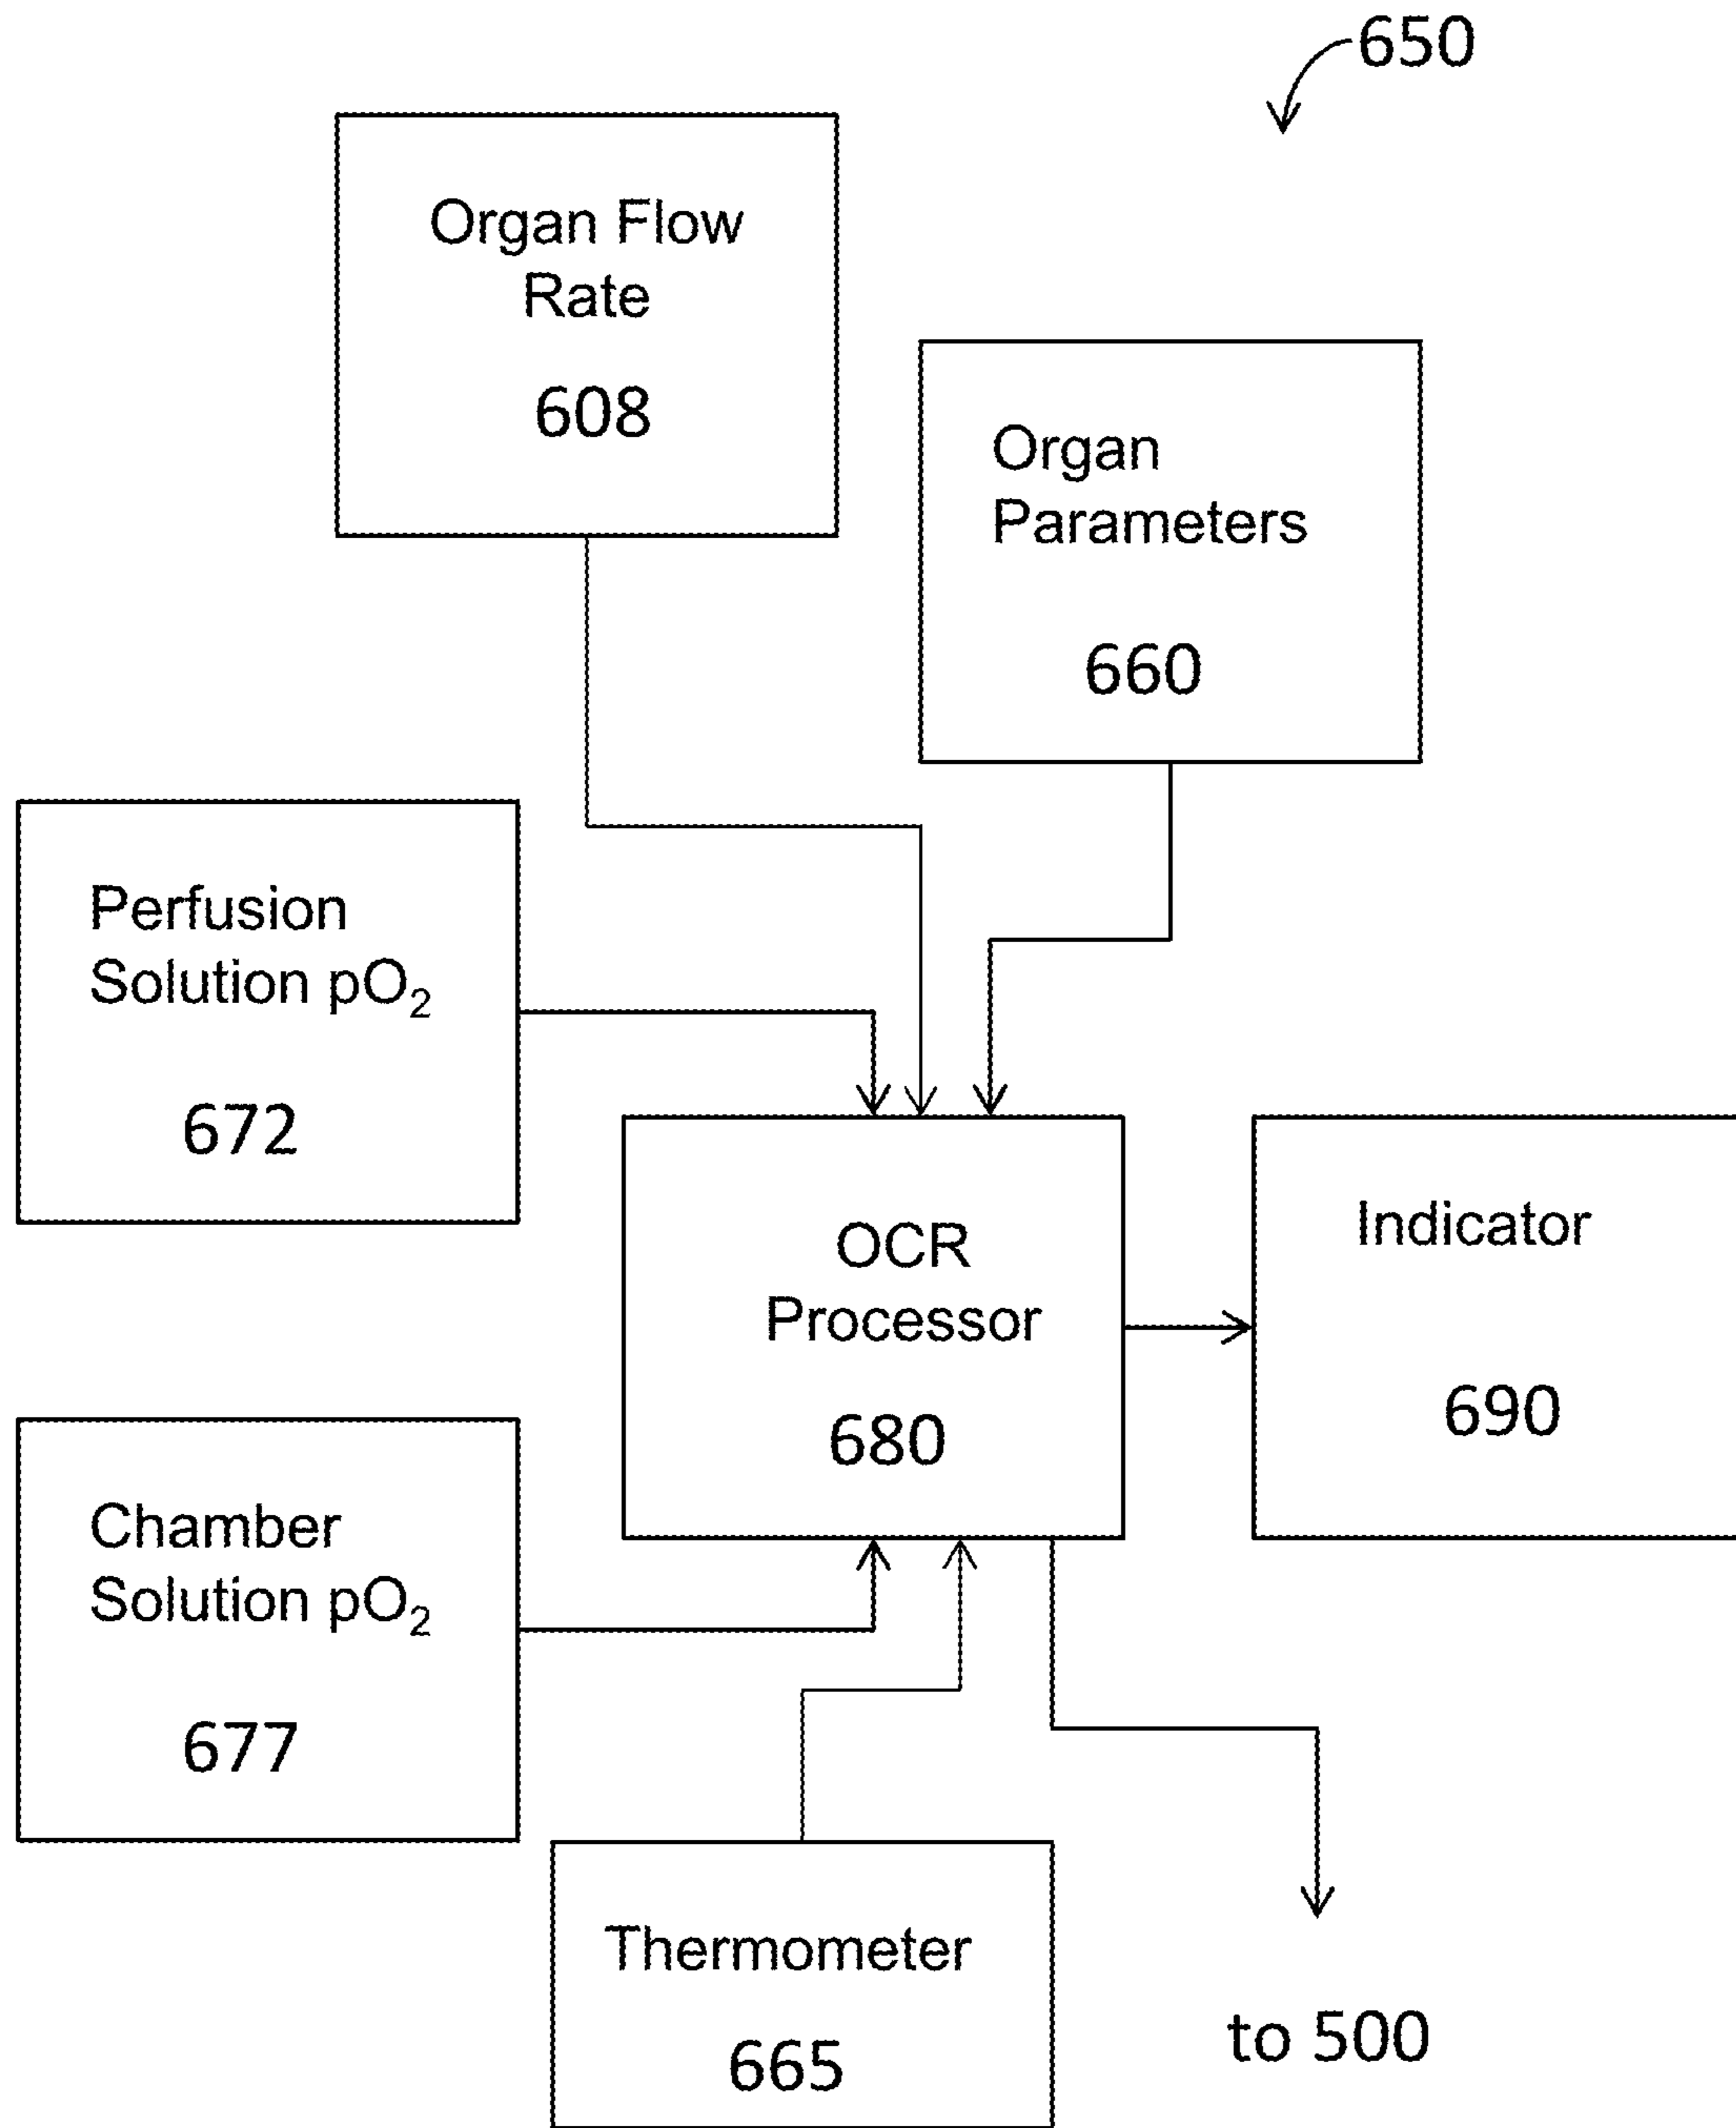 650
Organ Flow
Rate
608
Organ
Parameters
660
Perfusion
Solution pO₂
672
OCR
Processor
680
Indicator
690
Chamber
Solution pO₂
677
Thermometer
665
to 500